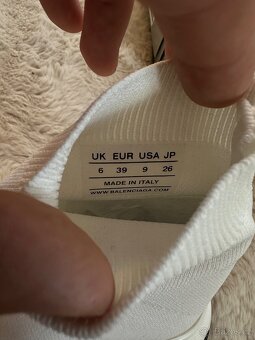 UK EUR USA JP
6 39 9 26
MADE IN ITALY
WWW.BALENCIAGA.COM